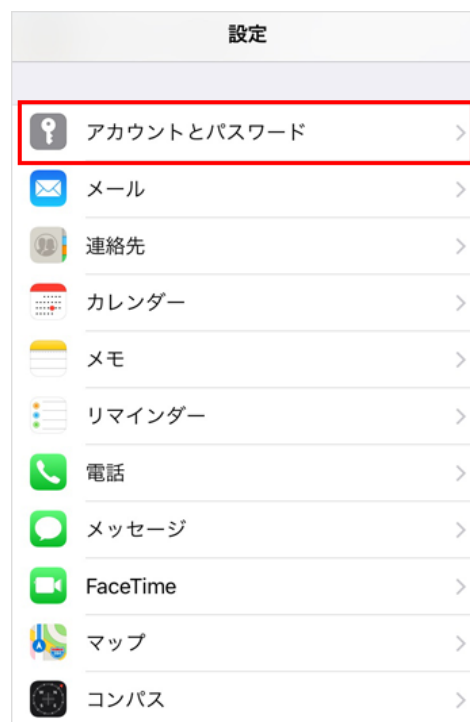 設定
アカウントとパスワード
メール
連絡先
カレンダー
メモ
リマインダー
電話
メッセージ
FaceTime
マップ
コンパス